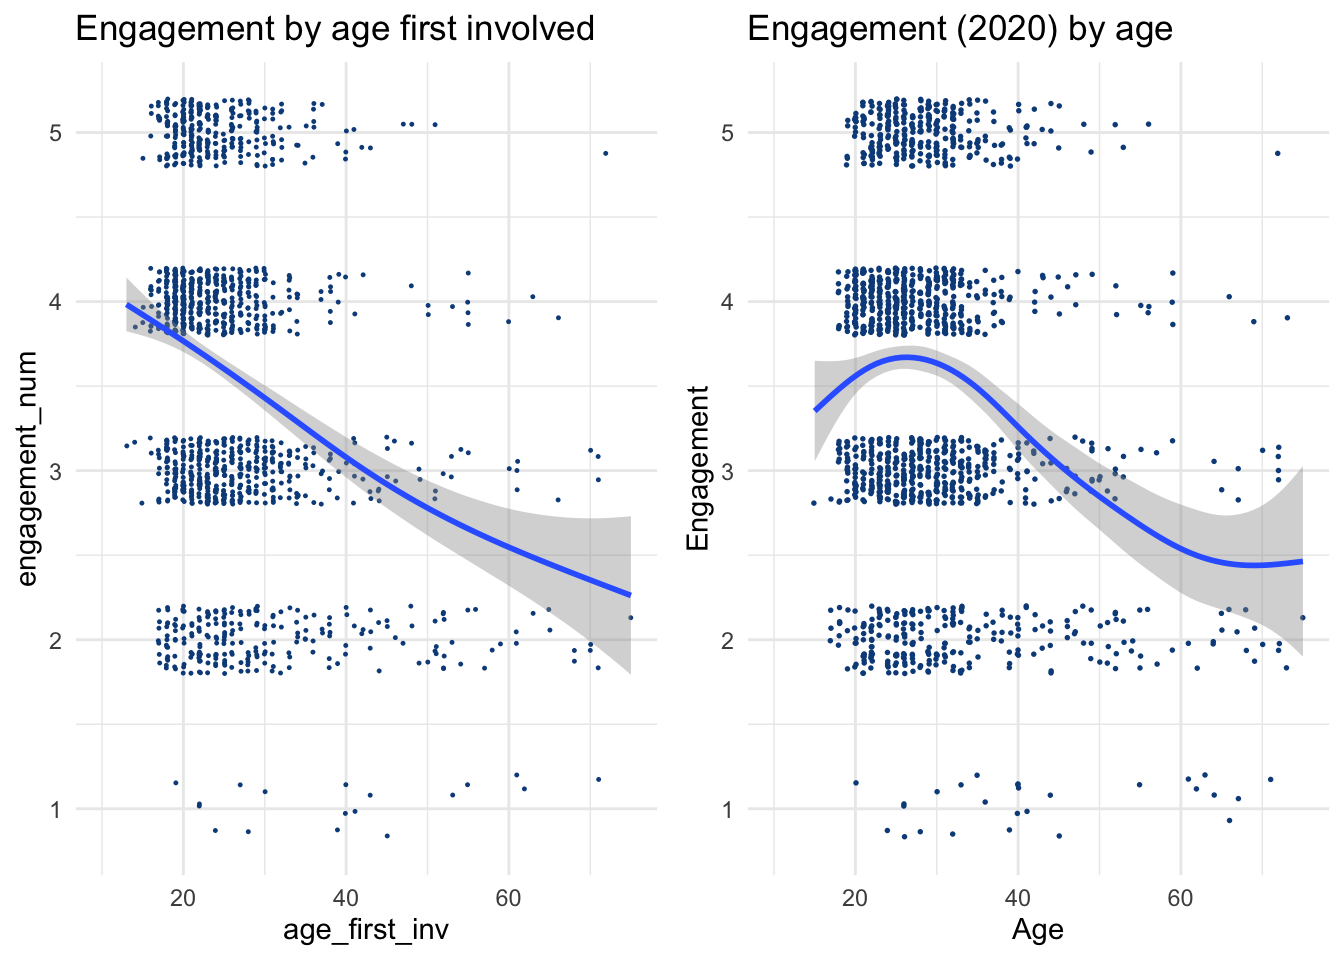 Engagement by age first involved
5
4
3
2
1
engagement_num
20 40 60
age_first_inv
Engagement (2020) by age
5
4
3
2
1
Engagement
20 40 60
Age